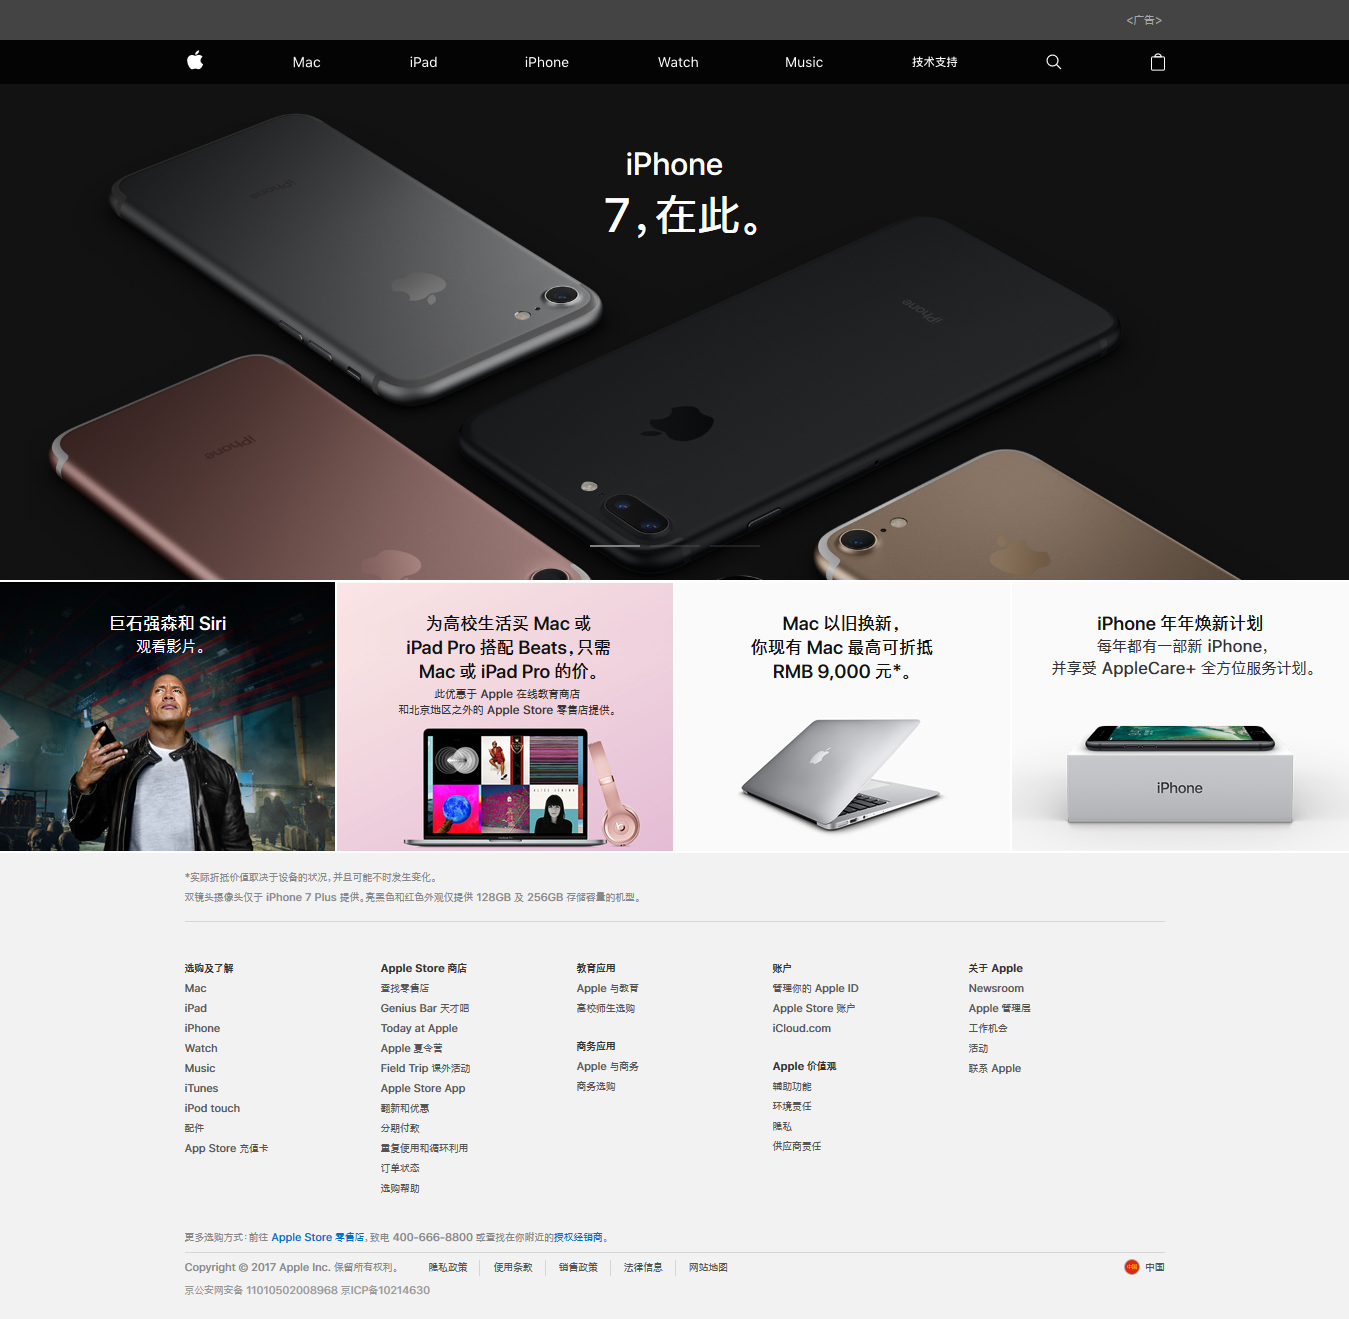 <广告>
Mac
iPad
iPhone
Watch
Music
技术支持
iPhone
7，在此。
iPhone
iPhone
iPhone
巨石强森和 Siri
观看影片。
为高校生活买 Mac 或
iPad Pro 搭配 Beats，只需
Mac 或 iPad Pro 的价。
此优惠于 Apple 在线教育商店
和北京地区之外的 Apple Store 零售店提供。
ALICE JEMIMA
Mac 以旧换新，
你现有 Mac 最高可折抵
RMB 9,000 元*。
iPhone 年年焕新计划
每年都有一部新 iPhone，
并享受 AppleCare+ 全方位服务计划。
iPhone
*实际折抵价值取决于设备的状况，并且可能不时发生变化。
双镜头摄像头仅于 iPhone 7 Plus 提供。亮黑色和红色外观仅提供 128GB 及 256GB 存储容量的机型。
选购及了解
Mac
iPad
iPhone
Watch
Music
iTunes
iPod touch
配件
App Store 充值卡
Apple Store 商店
查找零售店
Genius Bar 天才吧
Today at Apple
Apple 夏令营
Field Trip 课外活动
Apple Store App
翻新和优惠
分期付款
重复使用和循环利用
订单状态
选购帮助
教育应用
Apple 与教育
高校师生选购
商务应用
Apple 与商务
商务选购
账户
管理你的 Apple ID
Apple Store 账户
iCloud.com
Apple 价值观
辅助功能
环境责任
隐私
供应商责任
关于 Apple
Newsroom
Apple 管理层
工作机会
活动
联系 Apple
更多选购方式：前往 Apple Store 零售店，致电 400-666-8800 或查找在你附近的授权经销商。
Copyright © 2017 Apple Inc. 保留所有权利。 隐私政策 使用条款 销售政策 法律信息 网站地图 中国
京公安网安备 11010502008968 京ICP备10214630